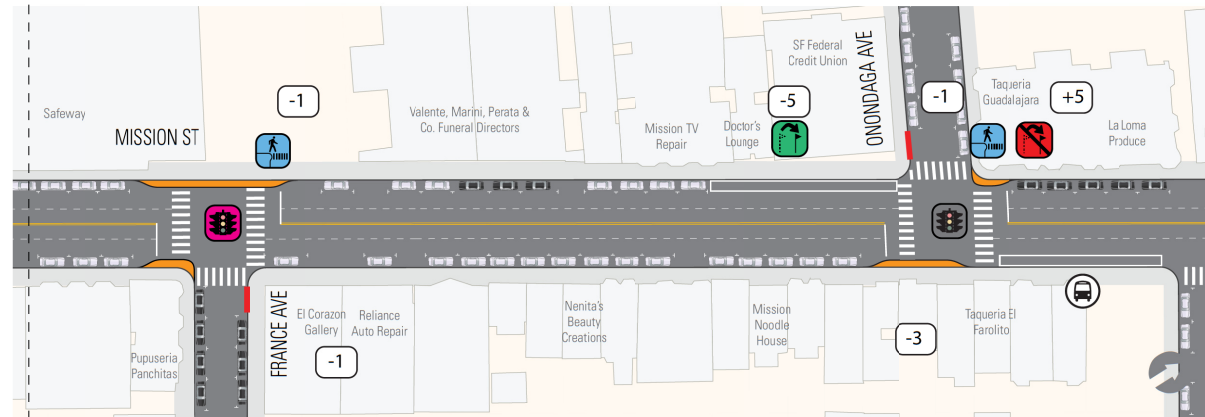 Safeway
MISSION ST
-1
Valente, Marini, Perata &
Co. Funeral Directors
Mission TV
Repair
Doctor's
Lounge
-5
SF Federal
Credit Union
ONONDAGA AVE
-1
Taqueria
Guadalajara
+5
La Loma
Produce
Pupuseria
Panchitas
FRANCE AVE
El Corazon
Gallery
Reliance
Auto Repair
-1
Nenita's
Beauty
Creations
Mission
Noodle
House
-3
Taqueria El
Farolito